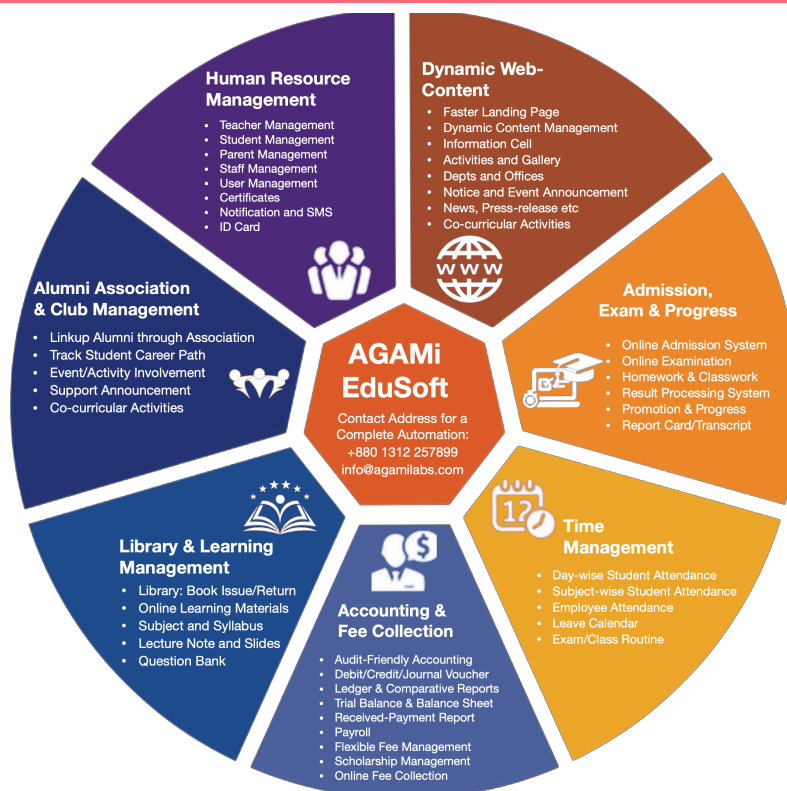 Human Resource
Management
• Teacher Management
• Student Management
• Parent Management
• Staff Management
• User Management
• Certificates
• Notification and SMS
• ID Card
Dynamic Web-
Content
• Faster Landing Page
• Dynamic Content Management
• Information Cell
• Activities and Gallery
• Depts and Offices
• Notice and Event Announcement
• News, Press-release etc
• Co-curricular Activities
WWW
Admission,
Exam & Progress
• Online Admission System
• Online Examination
• Homework & Classwork
• Result Processing System
• Promotion & Progress
• Report Card/Transcript
12
Time
Management
• Day-wise Student Attendance
• Subject-wise Student Attendance
• Employee Attendance
• Leave Calendar
• Exam/Class Routine
$
Accounting &
Fee Collection
• Audit-Friendly Accounting
• Debit/Credit/Journal Voucher
• Ledger & Comparative Reports
• Trial Balance & Balance Sheet
• Received-Payment Report
• Payroll
• Flexible Fee Management
• Scholarship Management
• Online Fee Collection
Library & Learning
Management
• Library: Book Issue/Return
• Online Learning Materials
• Subject and Syllabus
• Lecture Note and Slides
• Question Bank
Alumni Association
& Club Management
• Linkup Alumni through Association
• Track Student Career Path
• Event/Activity Involvement
• Support Announcement
• Co-curricular Activities
AGAMi
EduSoft
Contact Address for a
Complete Automation:
+880 1312 257899
info@agamilabs.com